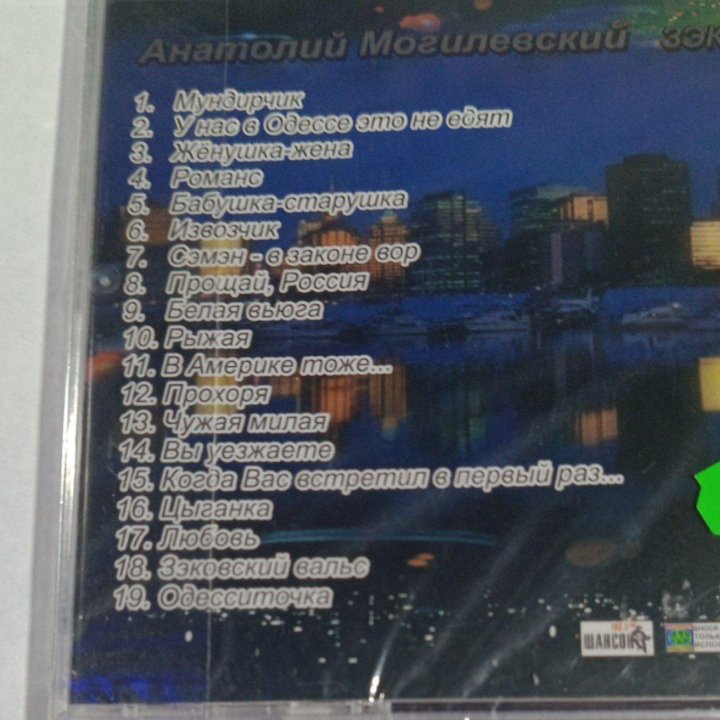 Анатолий Могилевский зэк
1. Мундирчик
2. У нас в Одессе это не едят
3. Жёнушка-жена
4. Романс
5. Бабушка-старушка
6. Извозчик
7. Сэмэн - в законе вор
8. Прощай, Россия
9. Белая вьюга
10. Рыжая
11. В Америке тоже...
12. Прохоря
13. Чужая милая
14. Вы уезжаете
15. Когда Вас встретил в первый раз...
16. Цыганка
17. Любовь
18. Зэковский вальс
19. Одесситочка
ШАНСОН